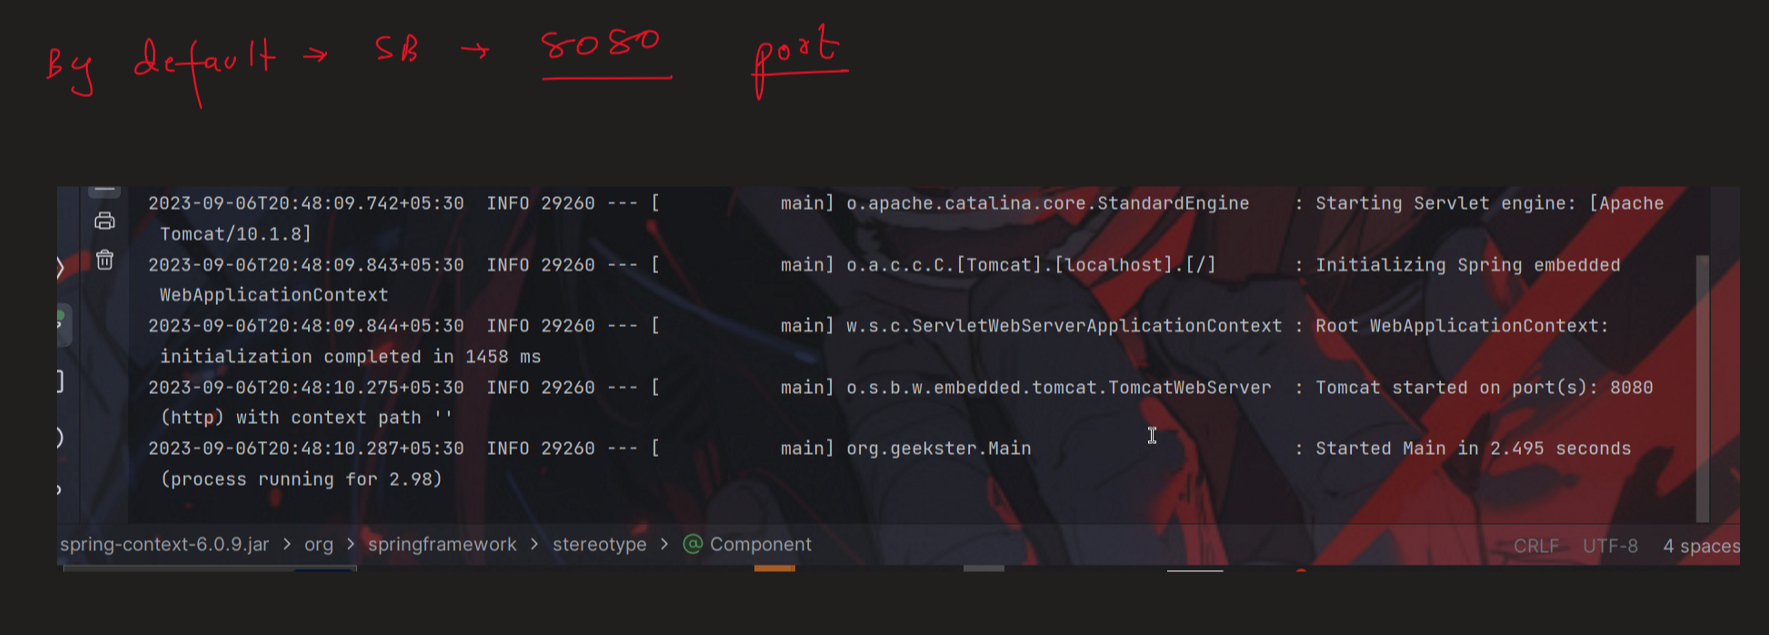 By default → SB → 8080 port
2023-09-06T20:48:09.742+05:30  INFO 29260 --- [           main] o.apache.catalina.core.StandardEngine    : Starting Servlet engine: [Apache
Tomcat/10.1.8]
2023-09-06T20:48:09.843+05:30  INFO 29260 --- [           main] o.a.c.c.C.[Tomcat].[localhost].[/]       : Initializing Spring embedded
WebApplicationContext
2023-09-06T20:48:09.844+05:30  INFO 29260 --- [           main] w.s.c.ServletWebServerApplicationContext : Root WebApplicationContext:
initialization completed in 1458 ms
2023-09-06T20:48:10.275+05:30  INFO 29260 --- [           main] o.s.b.w.embedded.tomcat.TomcatWebServer  : Tomcat started on port(s): 8080
(http) with context path ''
2023-09-06T20:48:10.287+05:30  INFO 29260 --- [           main] org.geekster.Main                        : Started Main in 2.495 seconds
(process running for 2.98)
spring-context-6.0.9.jar > org > springframework > stereotype > @ Component CRLF UTF-8 4 spaces